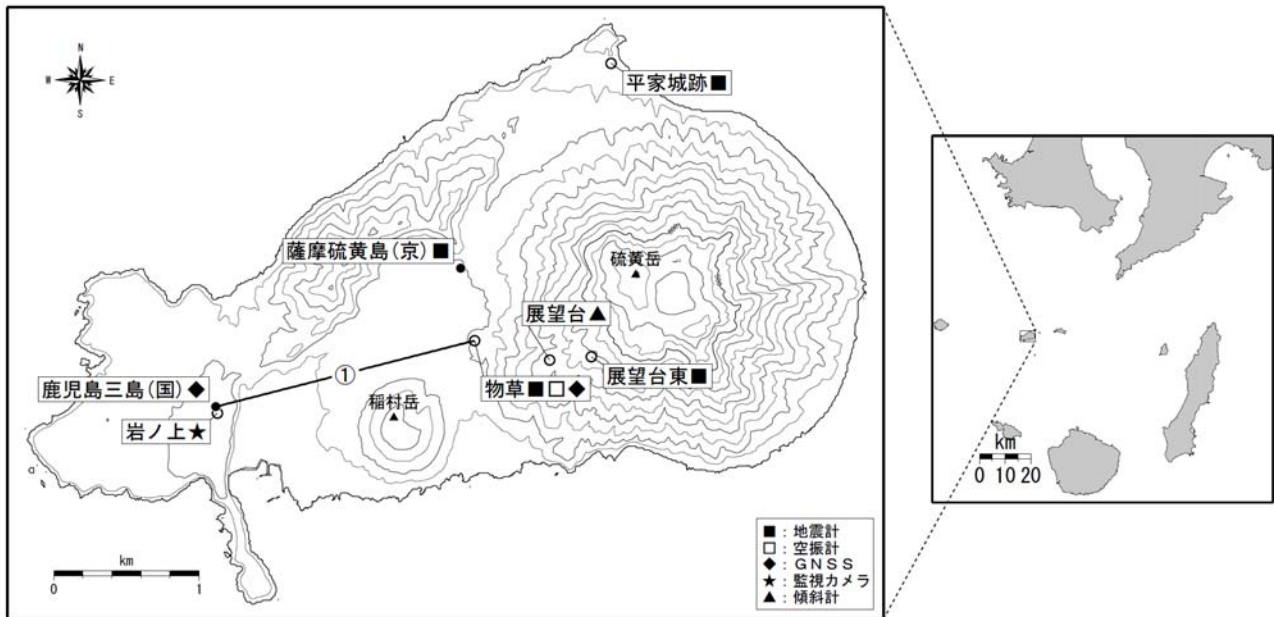 N
W E
S
平家城跡■
薩摩硫黄島(京)■
硫黄岳
展望台▲
①
展望台東■
鹿児島三島(国)◆
物草■□◆
岩ノ上★
稲村岳
km
0 1
■：地震計
□：空振計
◆：GNSS
★：監視カメラ
▲：傾斜計
km
0 10 20